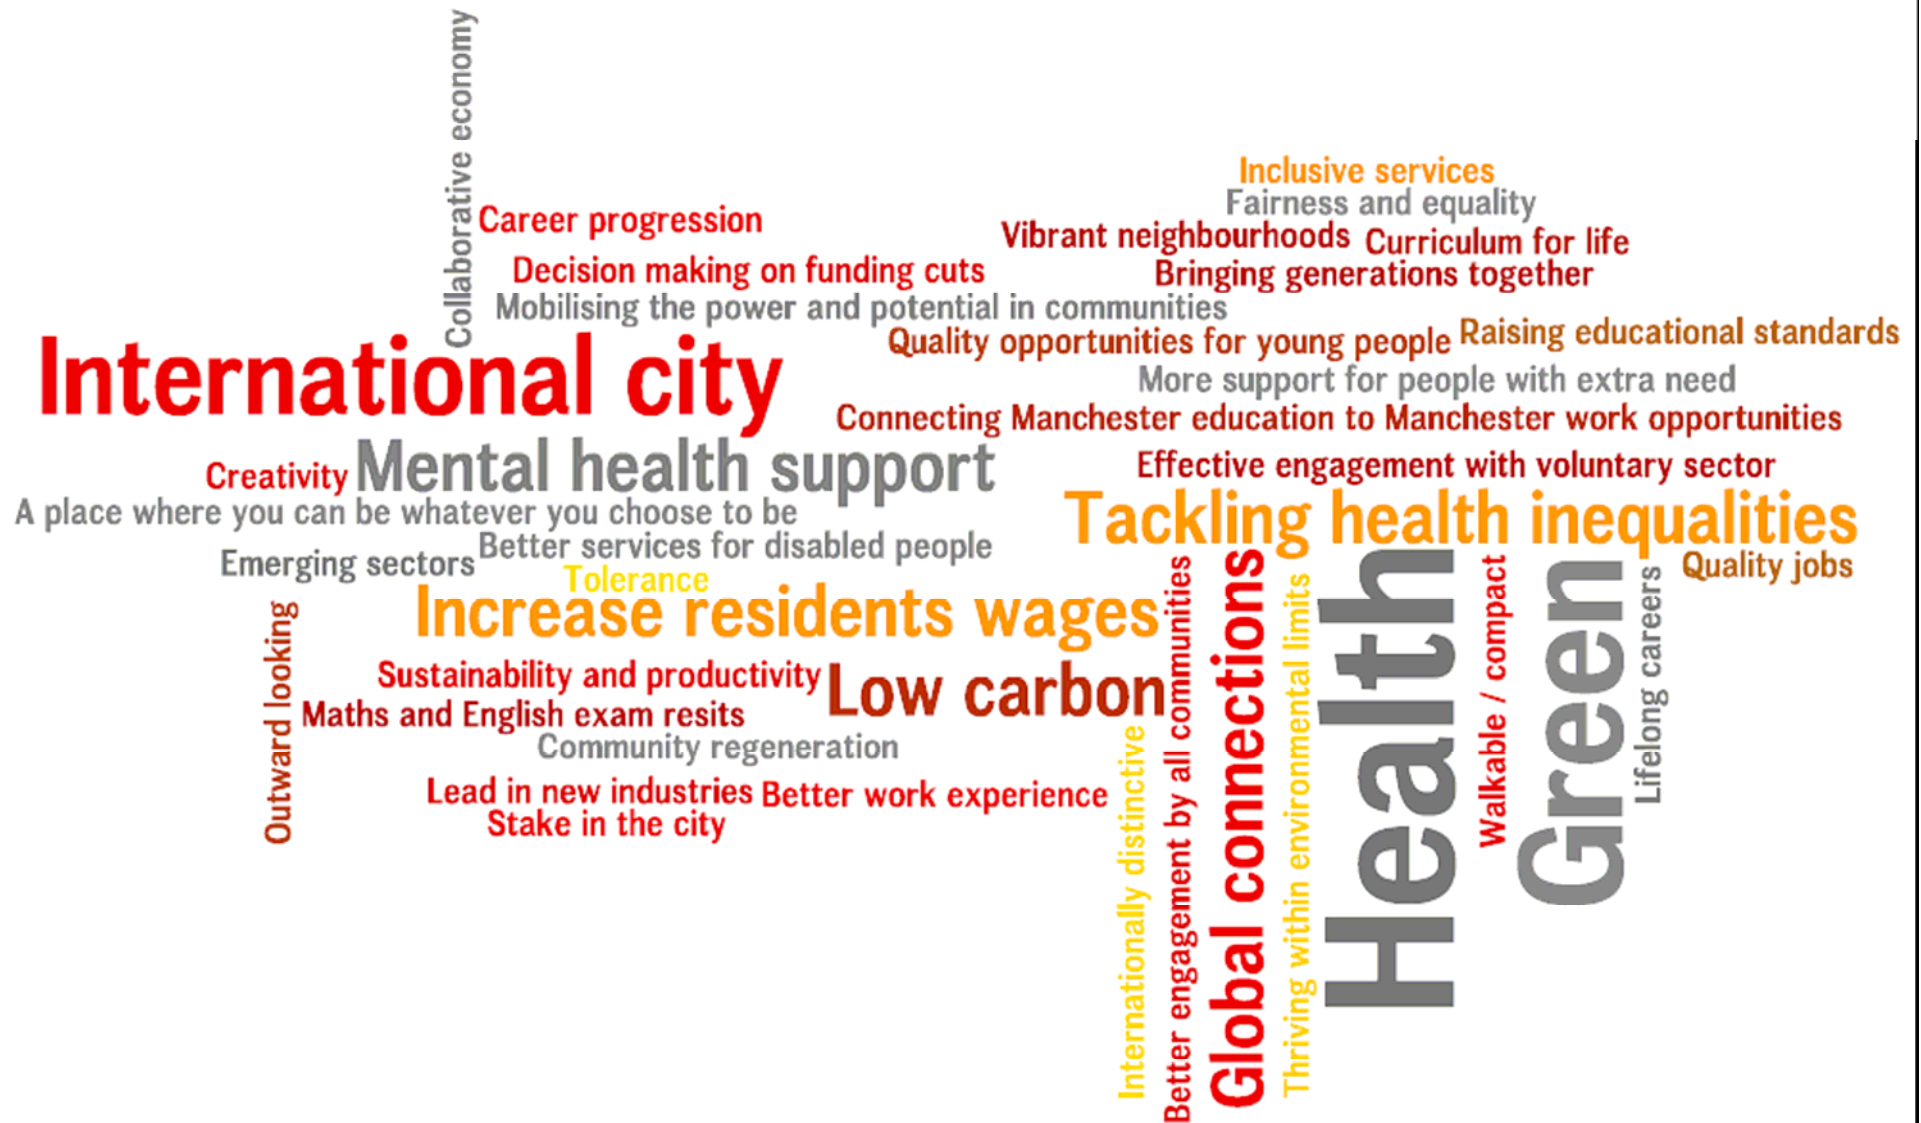 Collaborative economy
Inclusive services
Fairness and equality
Career progression
Vibrant neighbourhoods
Curriculum for life
Decision making on funding cuts
Bringing generations together
Mobilising the power and potential in communities
Quality opportunities for young people
Raising educational standards
International city
More support for people with extra need
Connecting Manchester education to Manchester work opportunities
Creativity
Mental health support
Effective engagement with voluntary sector
A place where you can be whatever you choose to be
Tackling health inequalities
Emerging sectors
Better services for disabled people
Quality jobs
Tolerance
Increase residents wages
Outward looking
Sustainability and productivity
Low carbon
Maths and English exam resits
Community regeneration
Lead in new industries
Better work experience
Stake in the city
Internationally distinctive
Better engagement by all communities
Global connections
Thriving within environmental limits
Health
Walkable / compact
Green
Lifelong careers